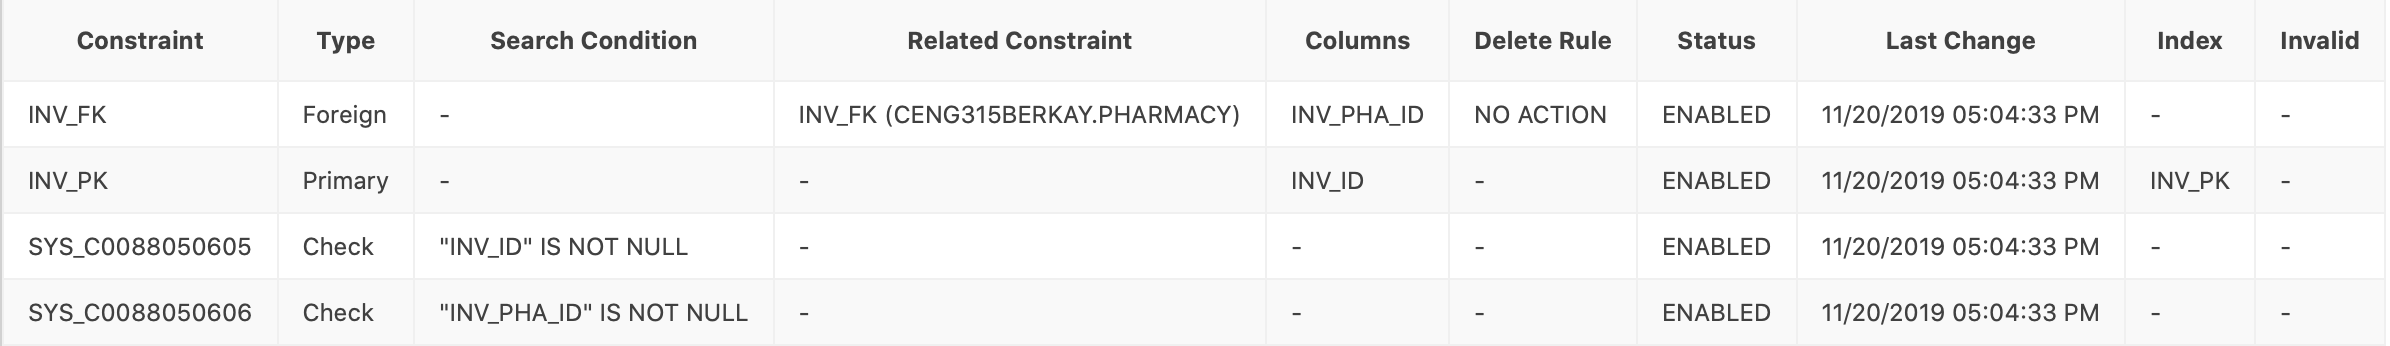 Constraint Type Search Condition Related Constraint Columns Delete Rule Status Last Change Index Invalid
INV_FK Foreign - INV_FK (CENG315BERKAY.PHARMACY) INV_PHA_ID NO ACTION ENABLED 11/20/2019 05:04:33 PM - -
INV_PK Primary - - INV_ID - ENABLED 11/20/2019 05:04:33 PM INV_PK -
SYS_C0088050605 Check "INV_ID" IS NOT NULL - - - ENABLED 11/20/2019 05:04:33 PM - -
SYS_C0088050606 Check "INV_PHA_ID" IS NOT NULL - - - ENABLED 11/20/2019 05:04:33 PM - -